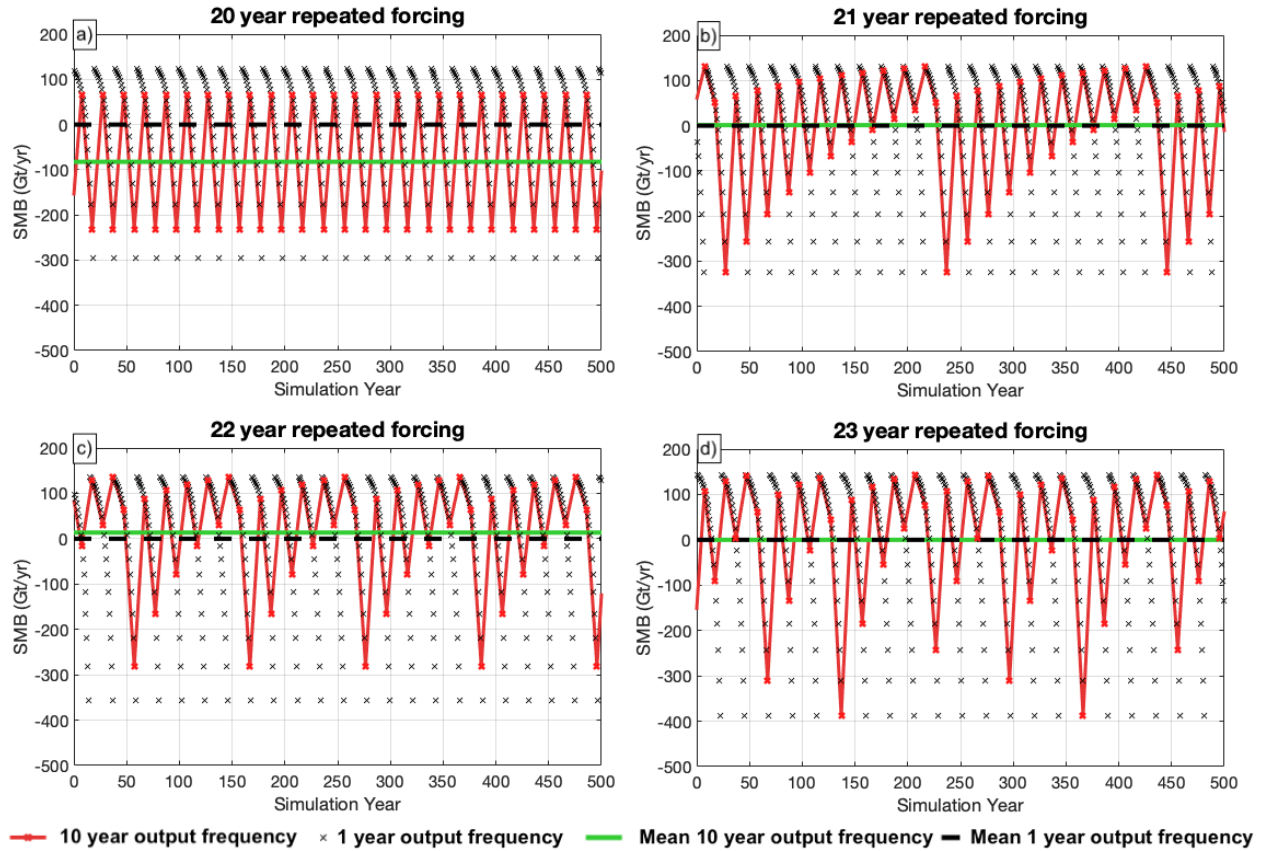 20 year repeated forcing
a)
200
100
0
-100
-200
-300
-400
-500
SMB (Gt/yr)
0 50 100 150 200 250 300 350 400 450 500
Simulation Year
21 year repeated forcing
b)
200
100
0
-100
-200
-300
-400
-500
SMB (Gt/yr)
0 50 100 150 200 250 300 350 400 450 500
Simulation Year
22 year repeated forcing
c)
200
100
0
-100
-200
-300
-400
-500
SMB (Gt/yr)
0 50 100 150 200 250 300 350 400 450 500
Simulation Year
23 year repeated forcing
d)
200
100
0
-100
-200
-300
-400
-500
SMB (Gt/yr)
0 50 100 150 200 250 300 350 400 450 500
Simulation Year
10 year output frequency 1 year output frequency Mean 10 year output frequency Mean 1 year output frequency